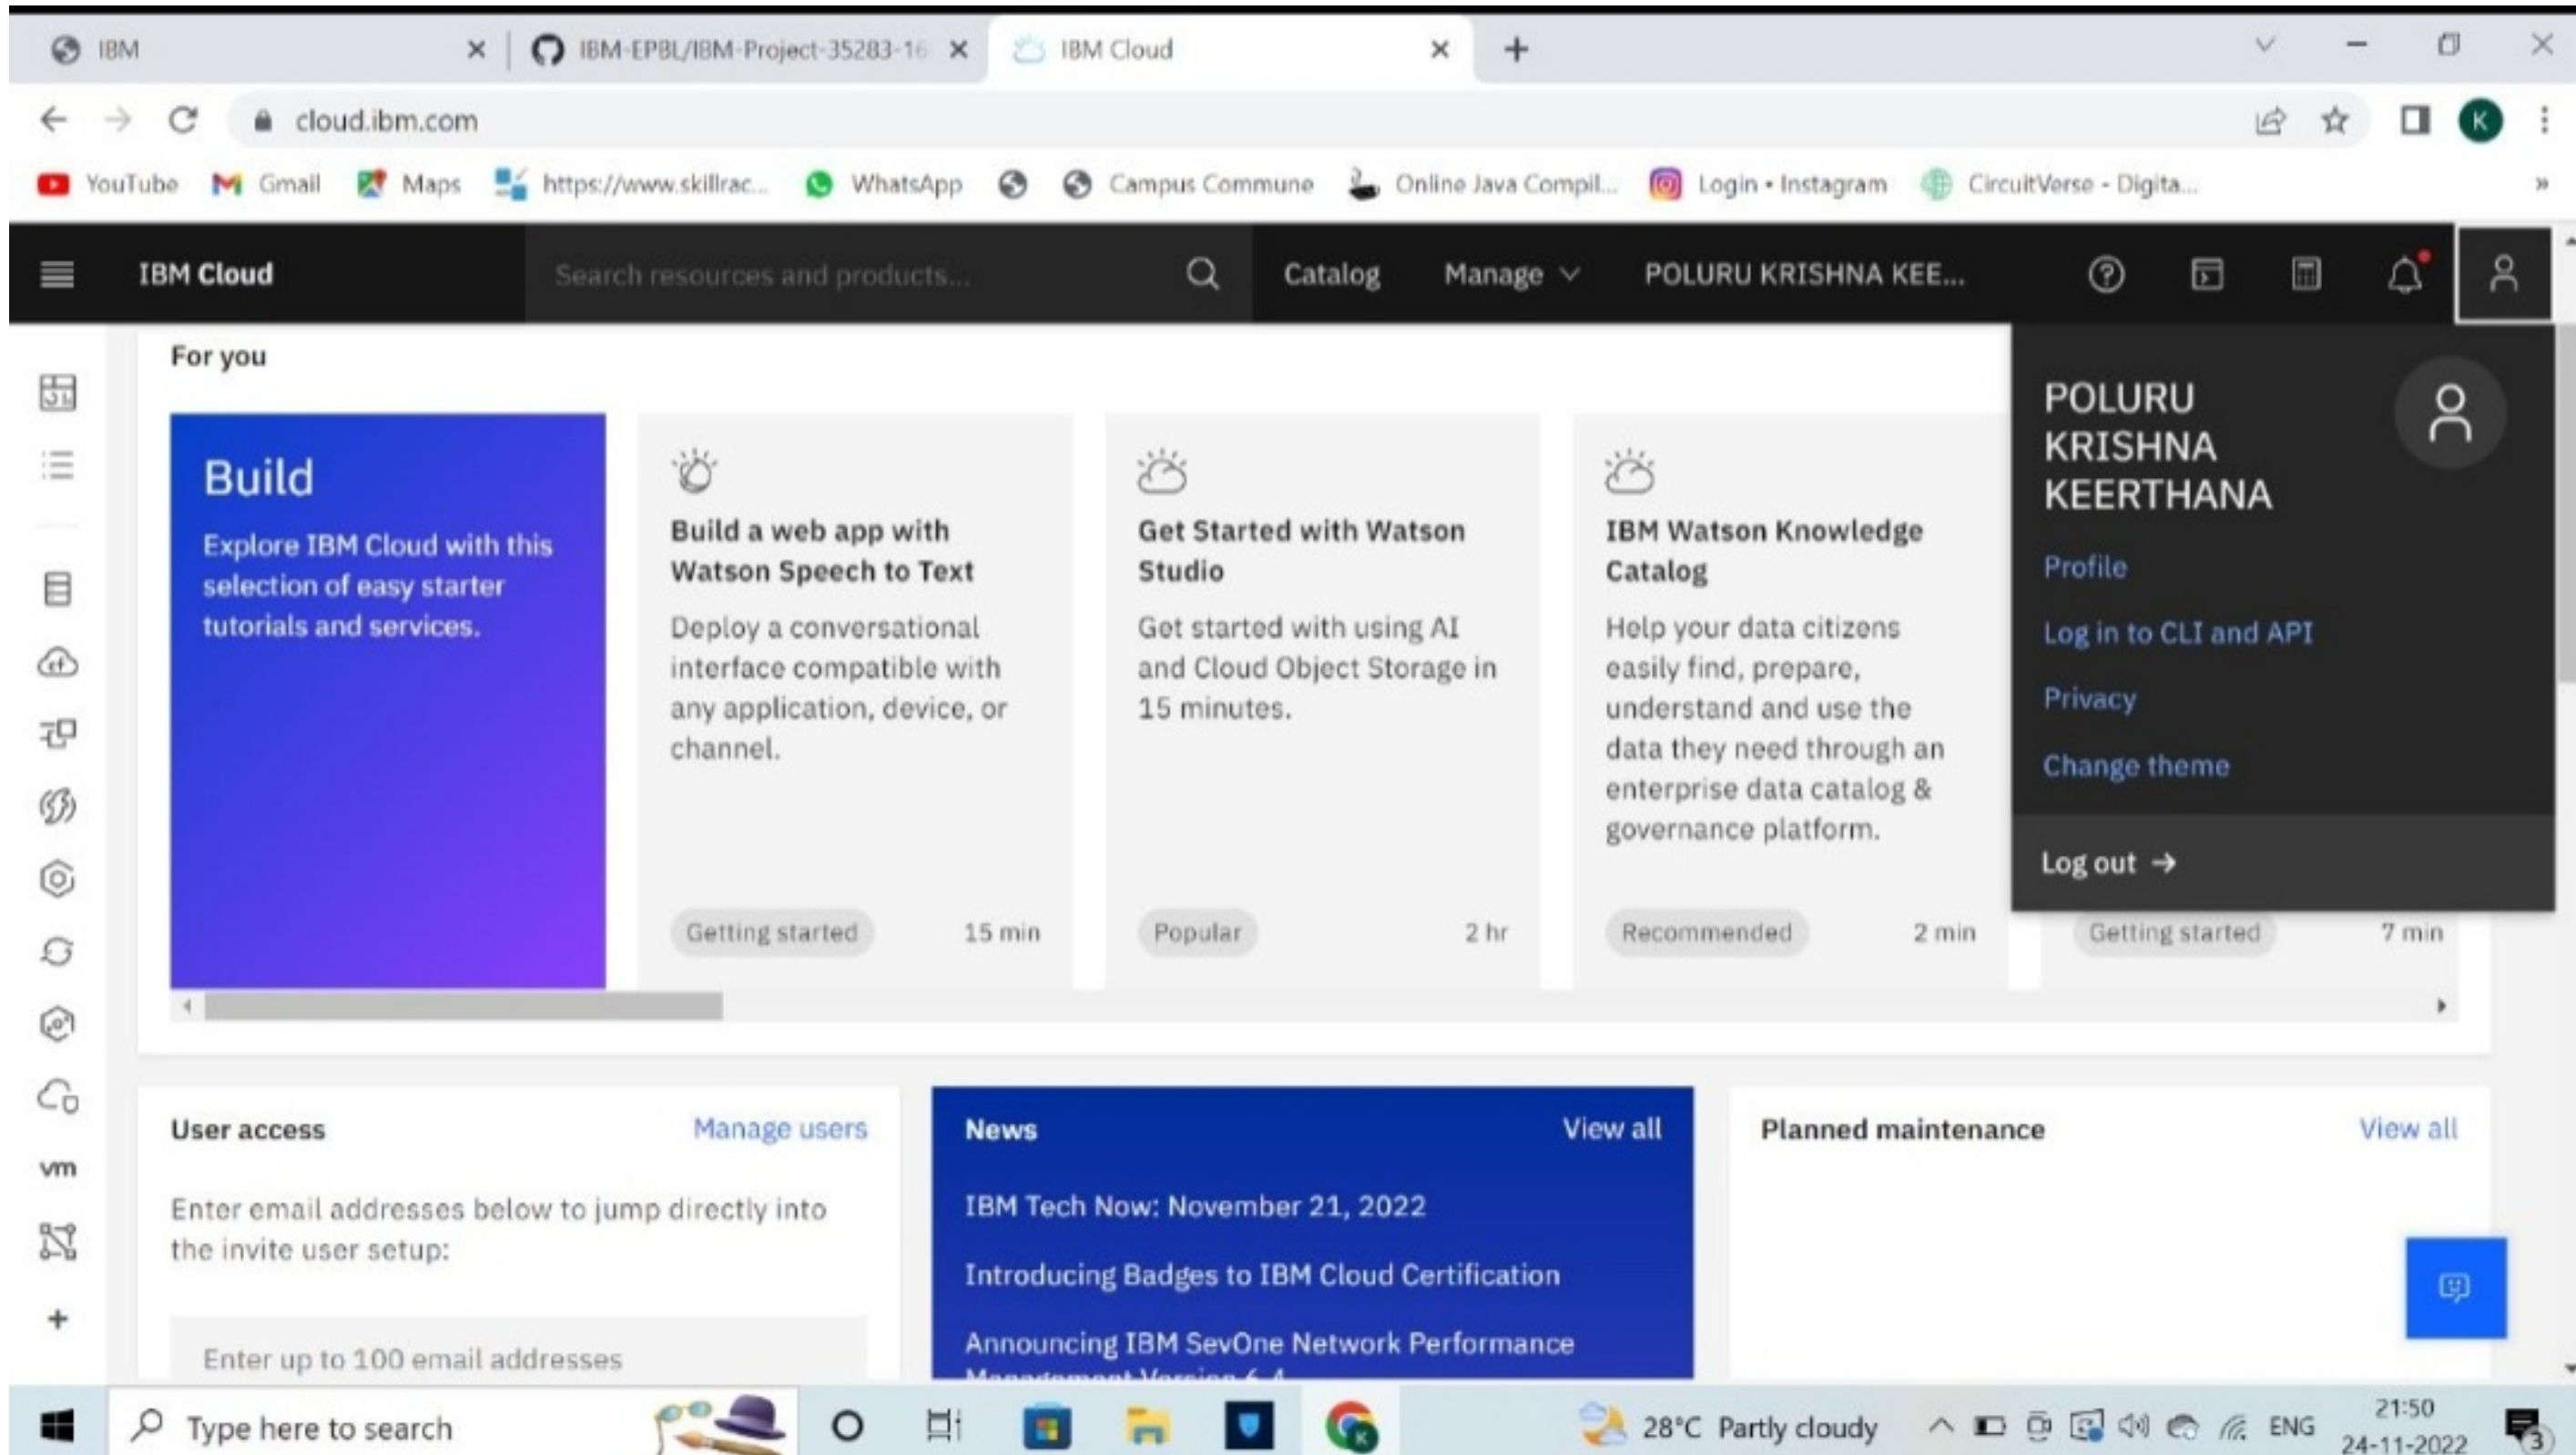 IBM
IBM-EPBL/IBM-Project-35283-16
IBM Cloud
cloud.ibm.com
K
YouTube Gmail Maps https://www.skillrac... WhatsApp Campus Commune Online Java Compil... Login • Instagram CircuitVerse - Digita... »
IBM Cloud
Search resources and products...
Catalog
Manage
POLURU KRISHNA KEE...
For you
Build
Explore IBM Cloud with this
selection of easy starter
tutorials and services.
Build a web app with
Watson Speech to Text
Deploy a conversational
interface compatible with
any application, device, or
channel.
Getting started 15 min
Get Started with Watson
Studio
Get started with using AI
and Cloud Object Storage in
15 minutes.
Popular 2 hr
IBM Watson Knowledge
Catalog
Help your data citizens
easily find, prepare,
understand and use the
data they need through an
enterprise data catalog &
governance platform.
Recommended 2 min
Getting started 7 min
POLURU
KRISHNA
KEERTHANA
Profile
Log in to CLI and API
Privacy
Change theme
Log out →
vm
User access Manage users
Enter email addresses below to jump directly into
the invite user setup:
Enter up to 100 email addresses
News View all
IBM Tech Now: November 21, 2022
Introducing Badges to IBM Cloud Certification
Announcing IBM SevOne Network Performance
Management Version 6.4
Planned maintenance View all
Type here to search
28°C Partly cloudy
ENG
21:50
24-11-2022
3